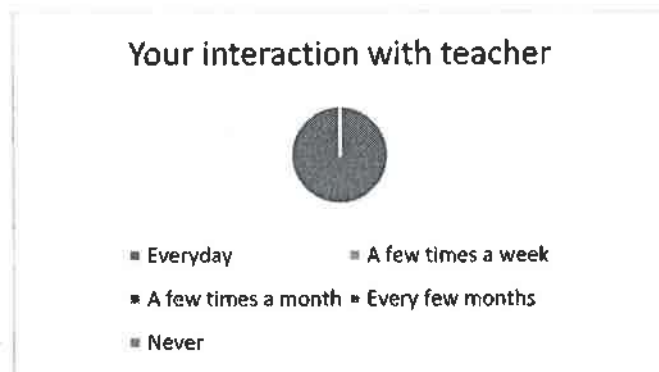 Your interaction with teacher
Everyday
A few times a week
A few times a month
Every few months
Never